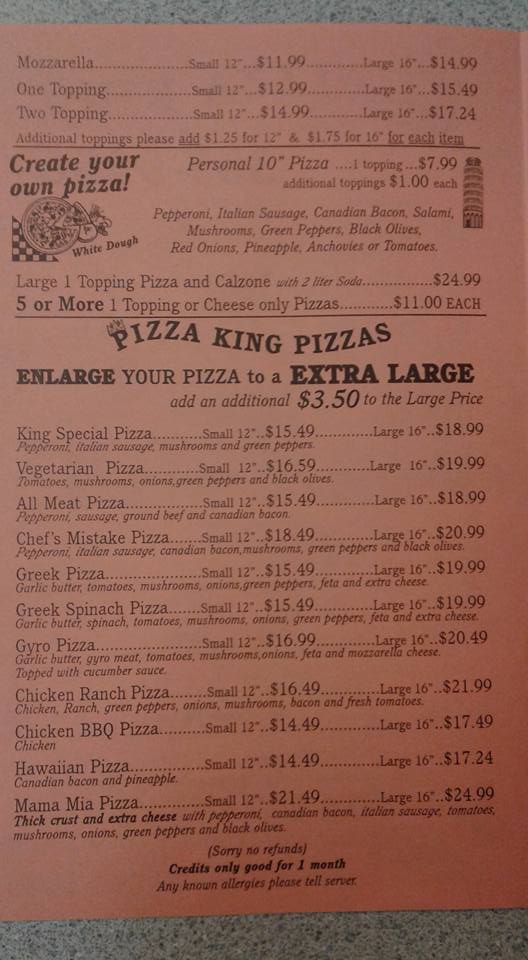 Mozzarella.....................Small 12"...$11.99.............Large 16"...$14.99
One Topping...................Small 12"...$12.99.............Large 16"...$15.49
Two Topping...................Small 12"...$14.99.............Large 16"...$17.24
Additional toppings please add $1.25 for 12" & $1.75 for 16" for each item
Create your own pizza!
White Dough
Personal 10" Pizza ....1 topping...$7.99
additional toppings $1.00 each
Pepperoni, Italian Sausage, Canadian Bacon, Salami,
Mushrooms, Green Peppers, Black Olives,
Red Onions, Pineapple, Anchovies or Tomatoes.
Large 1 Topping Pizza and Calzone with 2 liter Soda..............$24.99
5 or More 1 Topping or Cheese only Pizzas...........$11.00 EACH
PIZZA KING PIZZAS
ENLARGE YOUR PIZZA to a EXTRA LARGE
add an additional $3.50 to the Large Price
King Special Pizza...........Small 12"..$15.49.............Large 16"..$18.99
Pepperoni, italian sausage, mushrooms and green peppers.
Vegetarian Pizza............Small 12"..$16.59.............Large 16"..$19.99
Tomatoes, mushrooms, onions,green peppers and black olives.
All Meat Pizza................Small 12"..$15.49.............Large 16"..$18.99
Pepperoni, sausage, ground beef and canadian bacon.
Chef's Mistake Pizza.......Small 12"..$18.49.............Large 16"..$20.99
Pepperoni, italian sausage, canadian bacon,mushrooms, green peppers and black olives.
Greek Pizza.....................Small 12"..$15.49.............Large 16"..$19.99
Garlic butter, tomatoes, mushrooms, onions,green peppers, feta and extra cheese.
Greek Spinach Pizza.......Small 12"..$15.49.............Large 16"..$19.99
Garlic butter, spinach, tomatoes, mushrooms, onions, green peppers, feta and extra cheese.
Gyro Pizza......................Small 12"..$16.99.............Large 16"..$20.49
Garlic butter, gyro meat, tomatoes, mushrooms,onions, feta and mozzarella cheese.
Topped with cucumber sauce.
Chicken Ranch Pizza.......Small 12"..$16.49.............Large 16"..$21.99
Chicken, Ranch, green peppers, onions, mushrooms, bacon and fresh tomatoes.
Chicken BBQ Pizza..........Small 12"..$14.49.............Large 16"..$17.49
Chicken
Hawaiian Pizza................Small 12"..$14.49.............Large 16"..$17.24
Canadian bacon and pineapple.
Mama Mia Pizza.............Small 12"..$21.49.............Large 16"..$24.99
Thick crust and extra cheese with pepperoni, canadian bacon, italian sausage, tomatoes,
mushrooms, onions, green peppers and black olives.
(Sorry no refunds)
Credits only good for 1 month
Any known allergies please tell server.